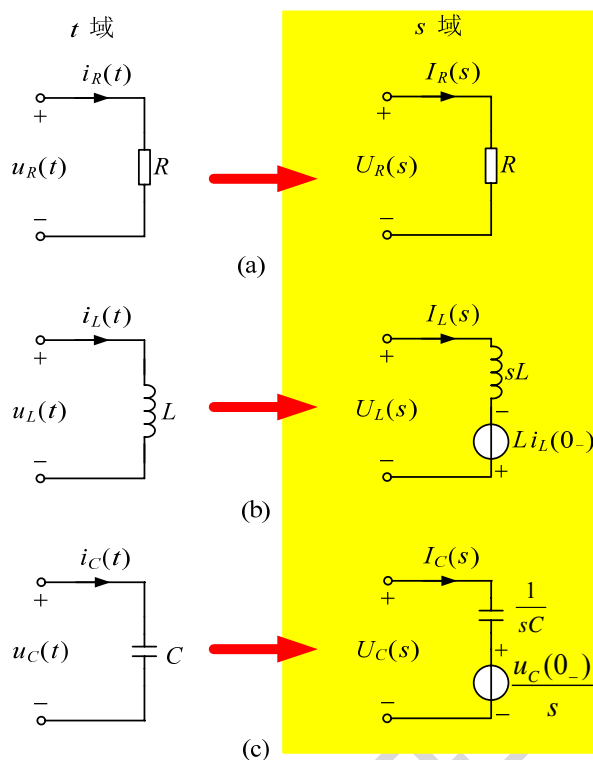 t 域
s 域
i_R(t)
I_R(s)
+
+
u_R(t)
R
U_R(s)
R
−
−
(a)
i_L(t)
I_L(s)
+
+
sL
u_L(t)
L
U_L(s)
−
L i_L(0_−)
−
−
+
(b)
i_C(t)
I_C(s)
+
+
1/sC
u_C(t)
C
U_C(s)
+
u_C(0_−)/s
−
−
−
(c)